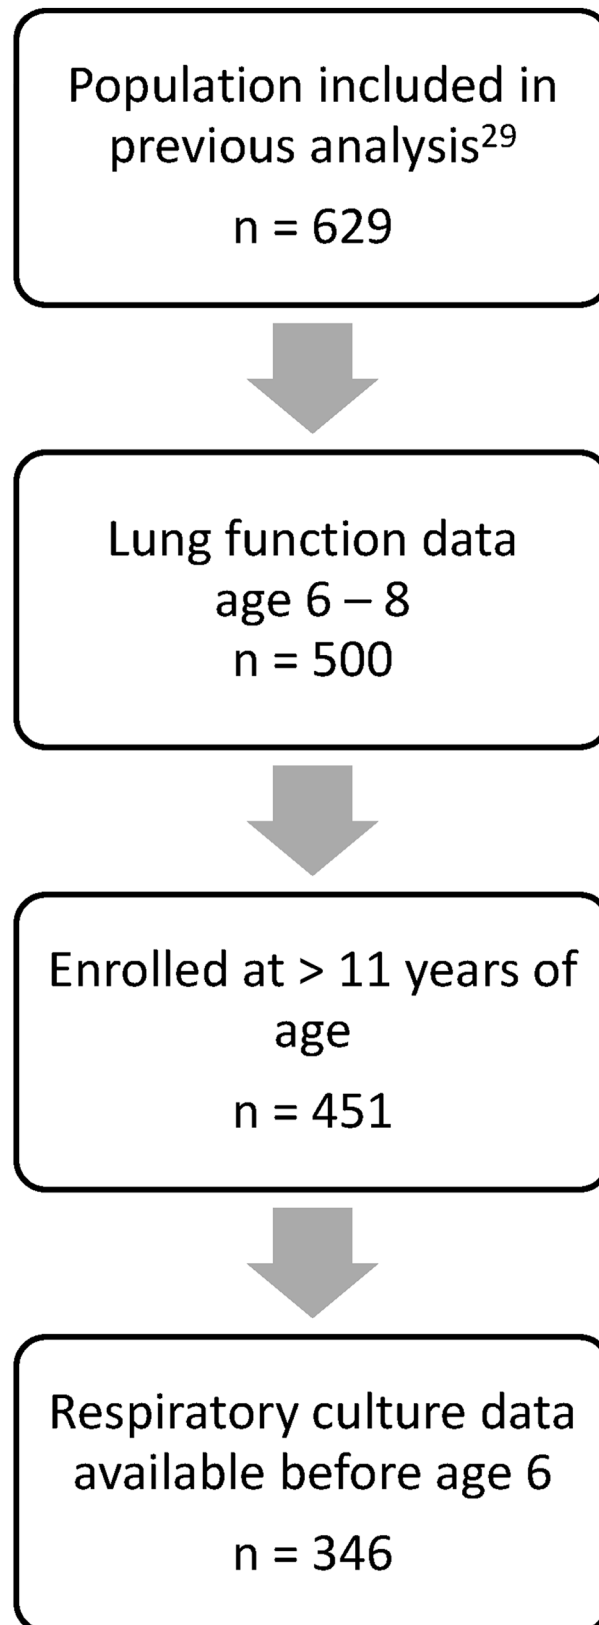 Population included in
previous analysis²⁹
n = 629
Lung function data
age 6 – 8
n = 500
Enrolled at > 11 years of
age
n = 451
Respiratory culture data
available before age 6
n = 346